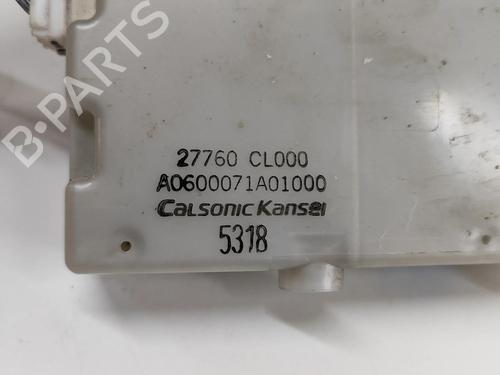 B-PARTS
27760 CL000
A0600071A01000
CALSONIC KANSEI
5318